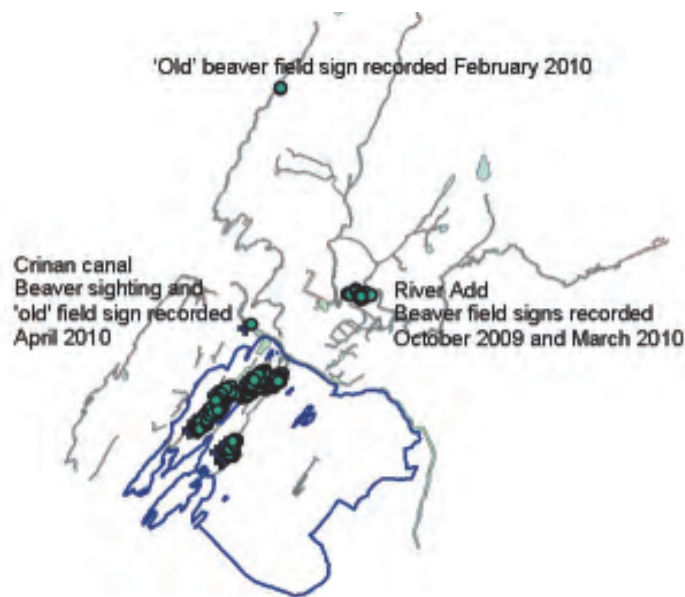 'Old' beaver field sign recorded February 2010
Crinan canal
Beaver sighting and
'old' field sign recorded
April 2010
River Add
Beaver field signs recorded
October 2009 and March 2010